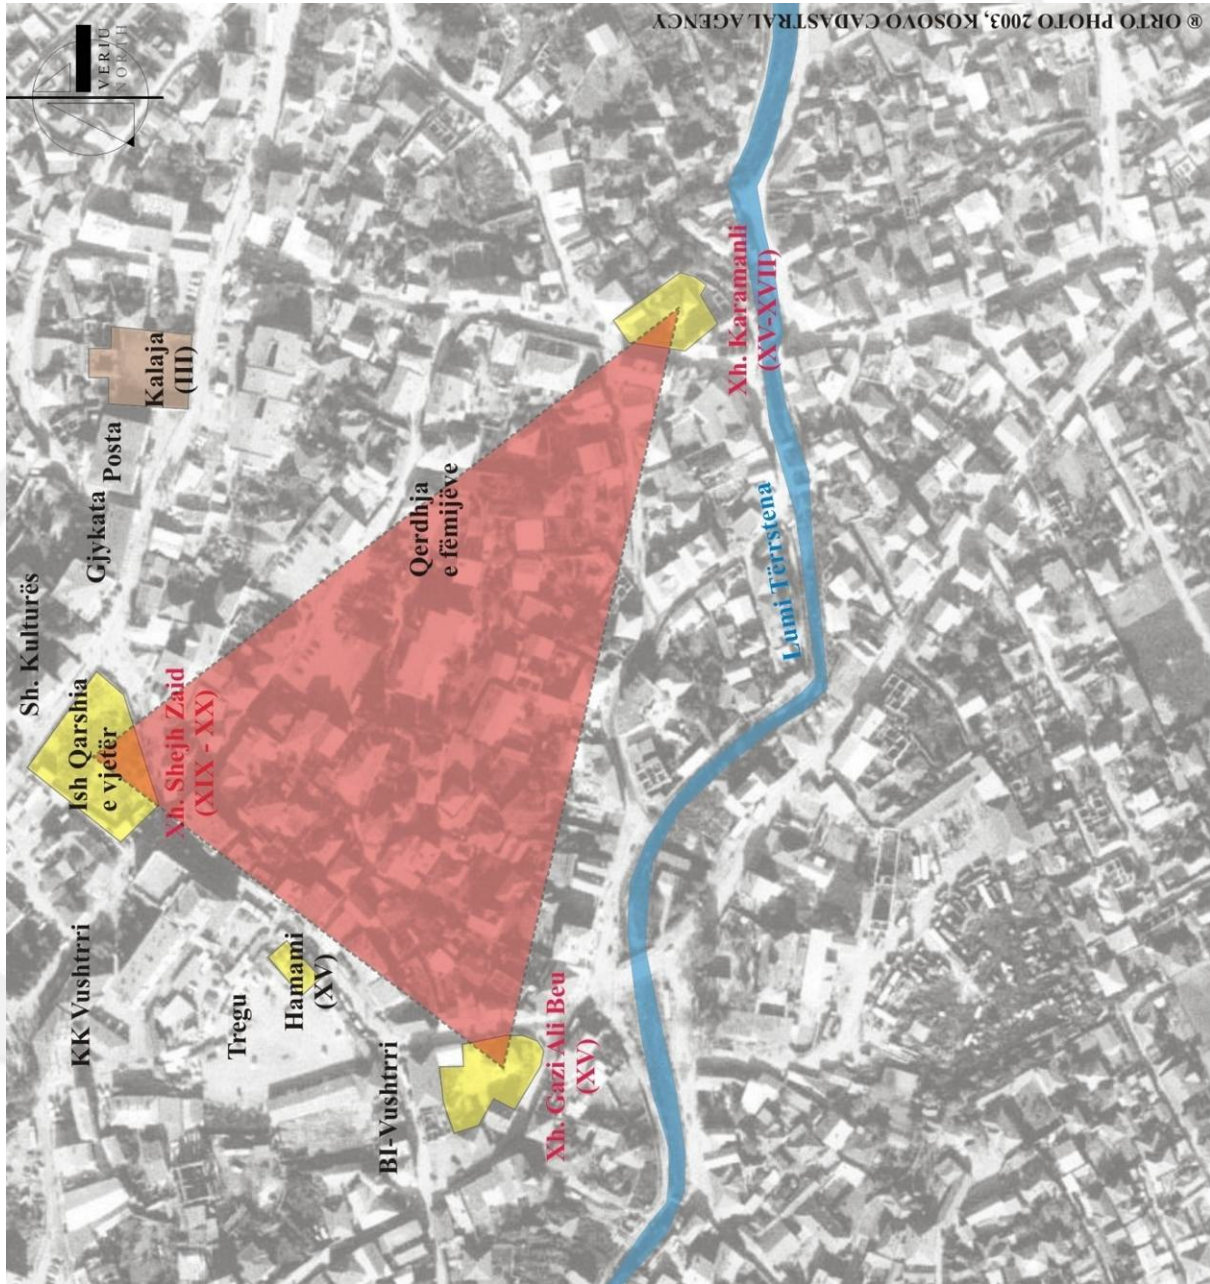 ® ORTO PHOTO 2003, KOSOVO CADASTRAL AGENCY
VERIU
NORTH
Sh. Kulturës
Gjykata
Posta
Kalaja
(III)
Ish Qarshia
e vjetër
Xh. Shejh Zaid
(XIX - XX)
KK Vushtrri
Tregu
Hamami
(XV)
BI-Vushtrri
Qerdhja
e fëmijëve
Xh. Gazi Ali Beu
(XV)
Xh. Karamanli
(XV-XVII)
Lumi Tërrstena